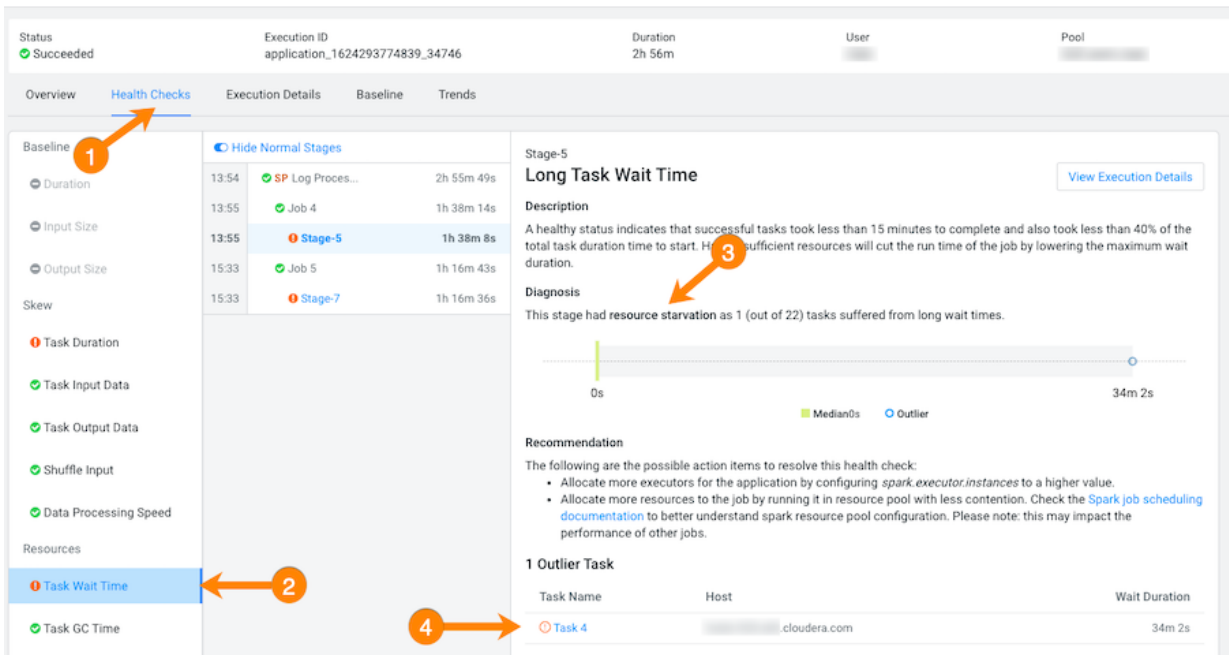 Status
Succeeded
Execution ID
application_1624293774839_34746
Duration
2h 56m
User
Pool
Overview Health Checks Execution Details Baseline Trends
1
Baseline
Duration
Input Size
Output Size
Skew
Task Duration
Task Input Data
Task Output Data
Shuffle Input
Data Processing Speed
Resources
Task Wait Time
2
Task GC Time
Hide Normal Stages
13:54 SP Log Proces... 2h 55m 49s
13:55 Job 4 1h 38m 14s
13:55 Stage-5 1h 38m 8s
15:33 Job 5 1h 16m 43s
15:33 Stage-7 1h 16m 36s
Stage-5
Long Task Wait Time
View Execution Details
Description
A healthy status indicates that successful tasks took less than 15 minutes to complete and also took less than 40% of the
total task duration time to start. sufficient resources will cut the run time of the job by lowering the maximum wait
duration.
3
Diagnosis
This stage had resource starvation as 1 (out of 22) tasks suffered from long wait times.
0s 34m 2s
Median0s Outlier
Recommendation
The following are the possible action items to resolve this health check:
• Allocate more executors for the application by configuring spark.executor.instances to a higher value.
• Allocate more resources to the job by running it in resource pool with less contention. Check the Spark job scheduling
documentation to better understand spark resource pool configuration. Please note: this may impact the
performance of other jobs.
1 Outlier Task
Task Name Host Wait Duration
4
Task 4 .cloudera.com 34m 2s